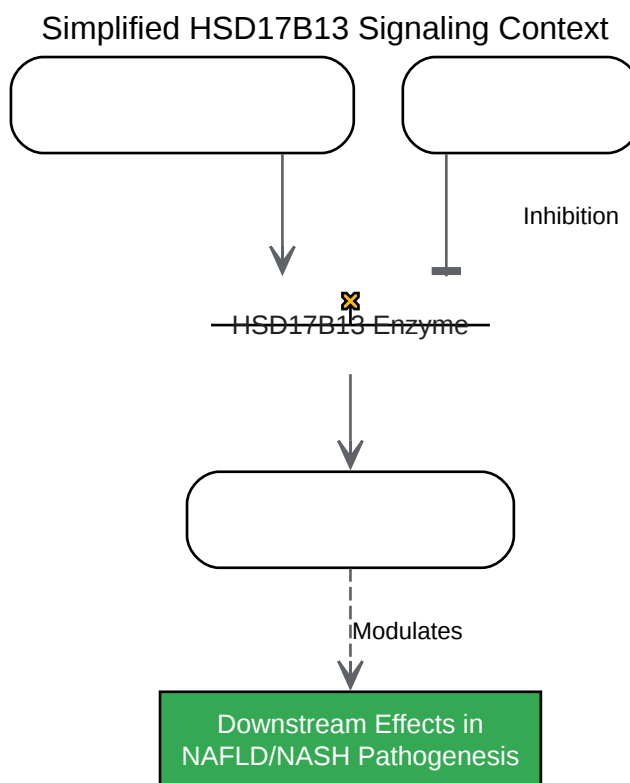 Simplified HSD17B13 Signaling Context
Inhibition
HSD17B13 Enzyme
Modulates
Downstream Effects in
NAFLD/NASH Pathogenesis